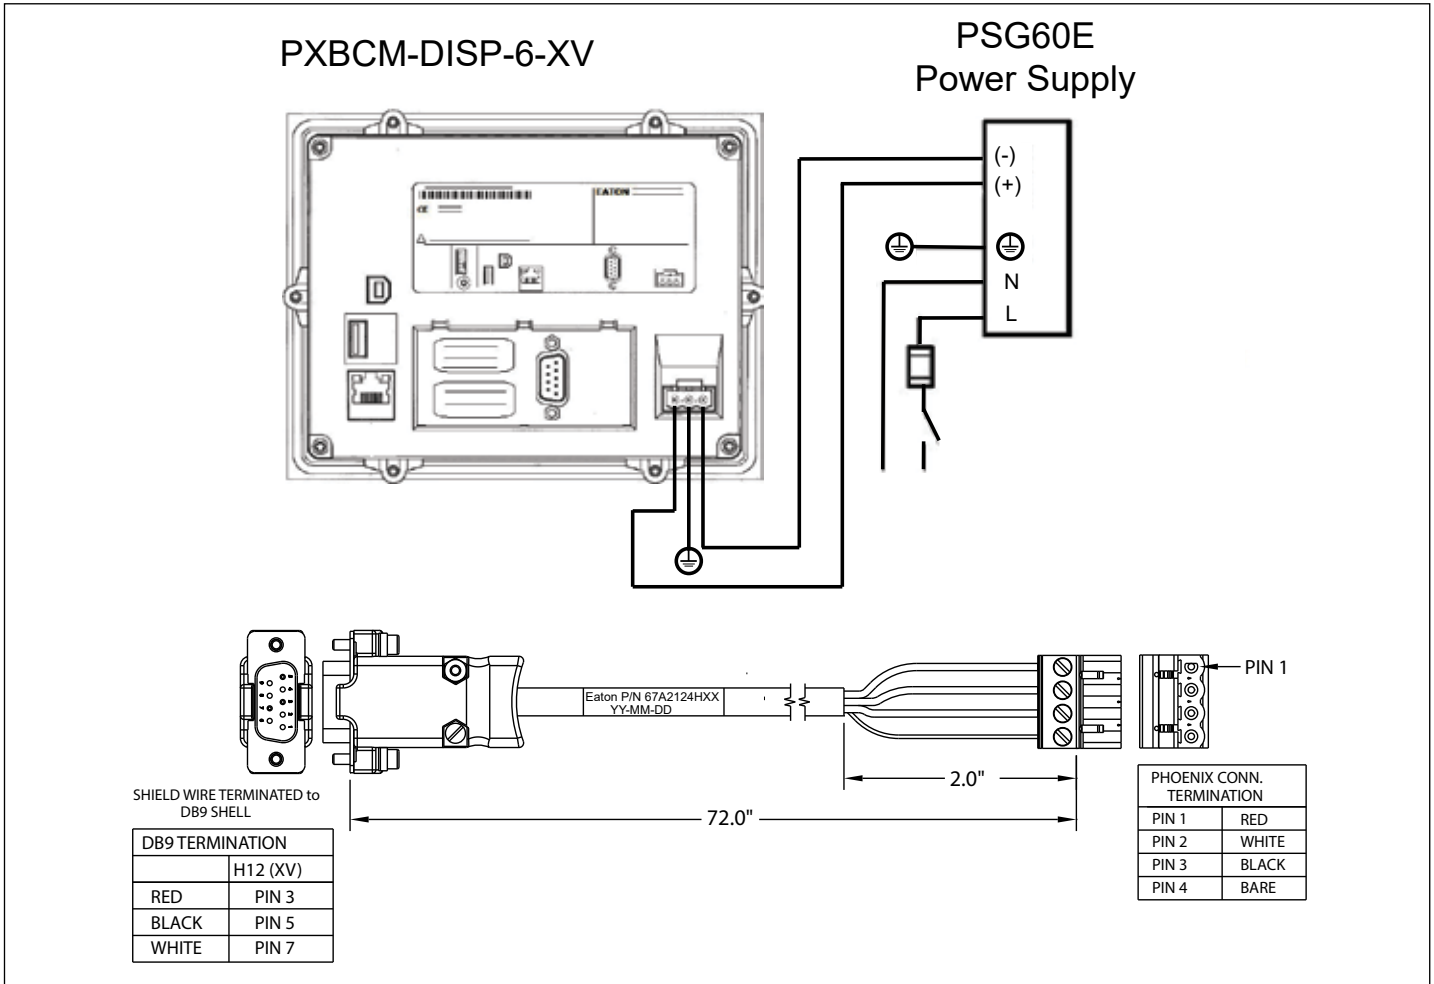 PXBCM-DISP-6-XV
PSG60E
Power Supply
EATON
CE
(-)
(+)
N
L
Eaton P/N 67A2124HXX
YY-MM-DD
PIN 1
2.0"
72.0"
SHIELD WIRE TERMINATED to
DB9 SHELL
DB9 TERMINATION
H12 (XV)
RED PIN 3
BLACK PIN 5
WHITE PIN 7
PHOENIX CONN.
TERMINATION
PIN 1 RED
PIN 2 WHITE
PIN 3 BLACK
PIN 4 BARE